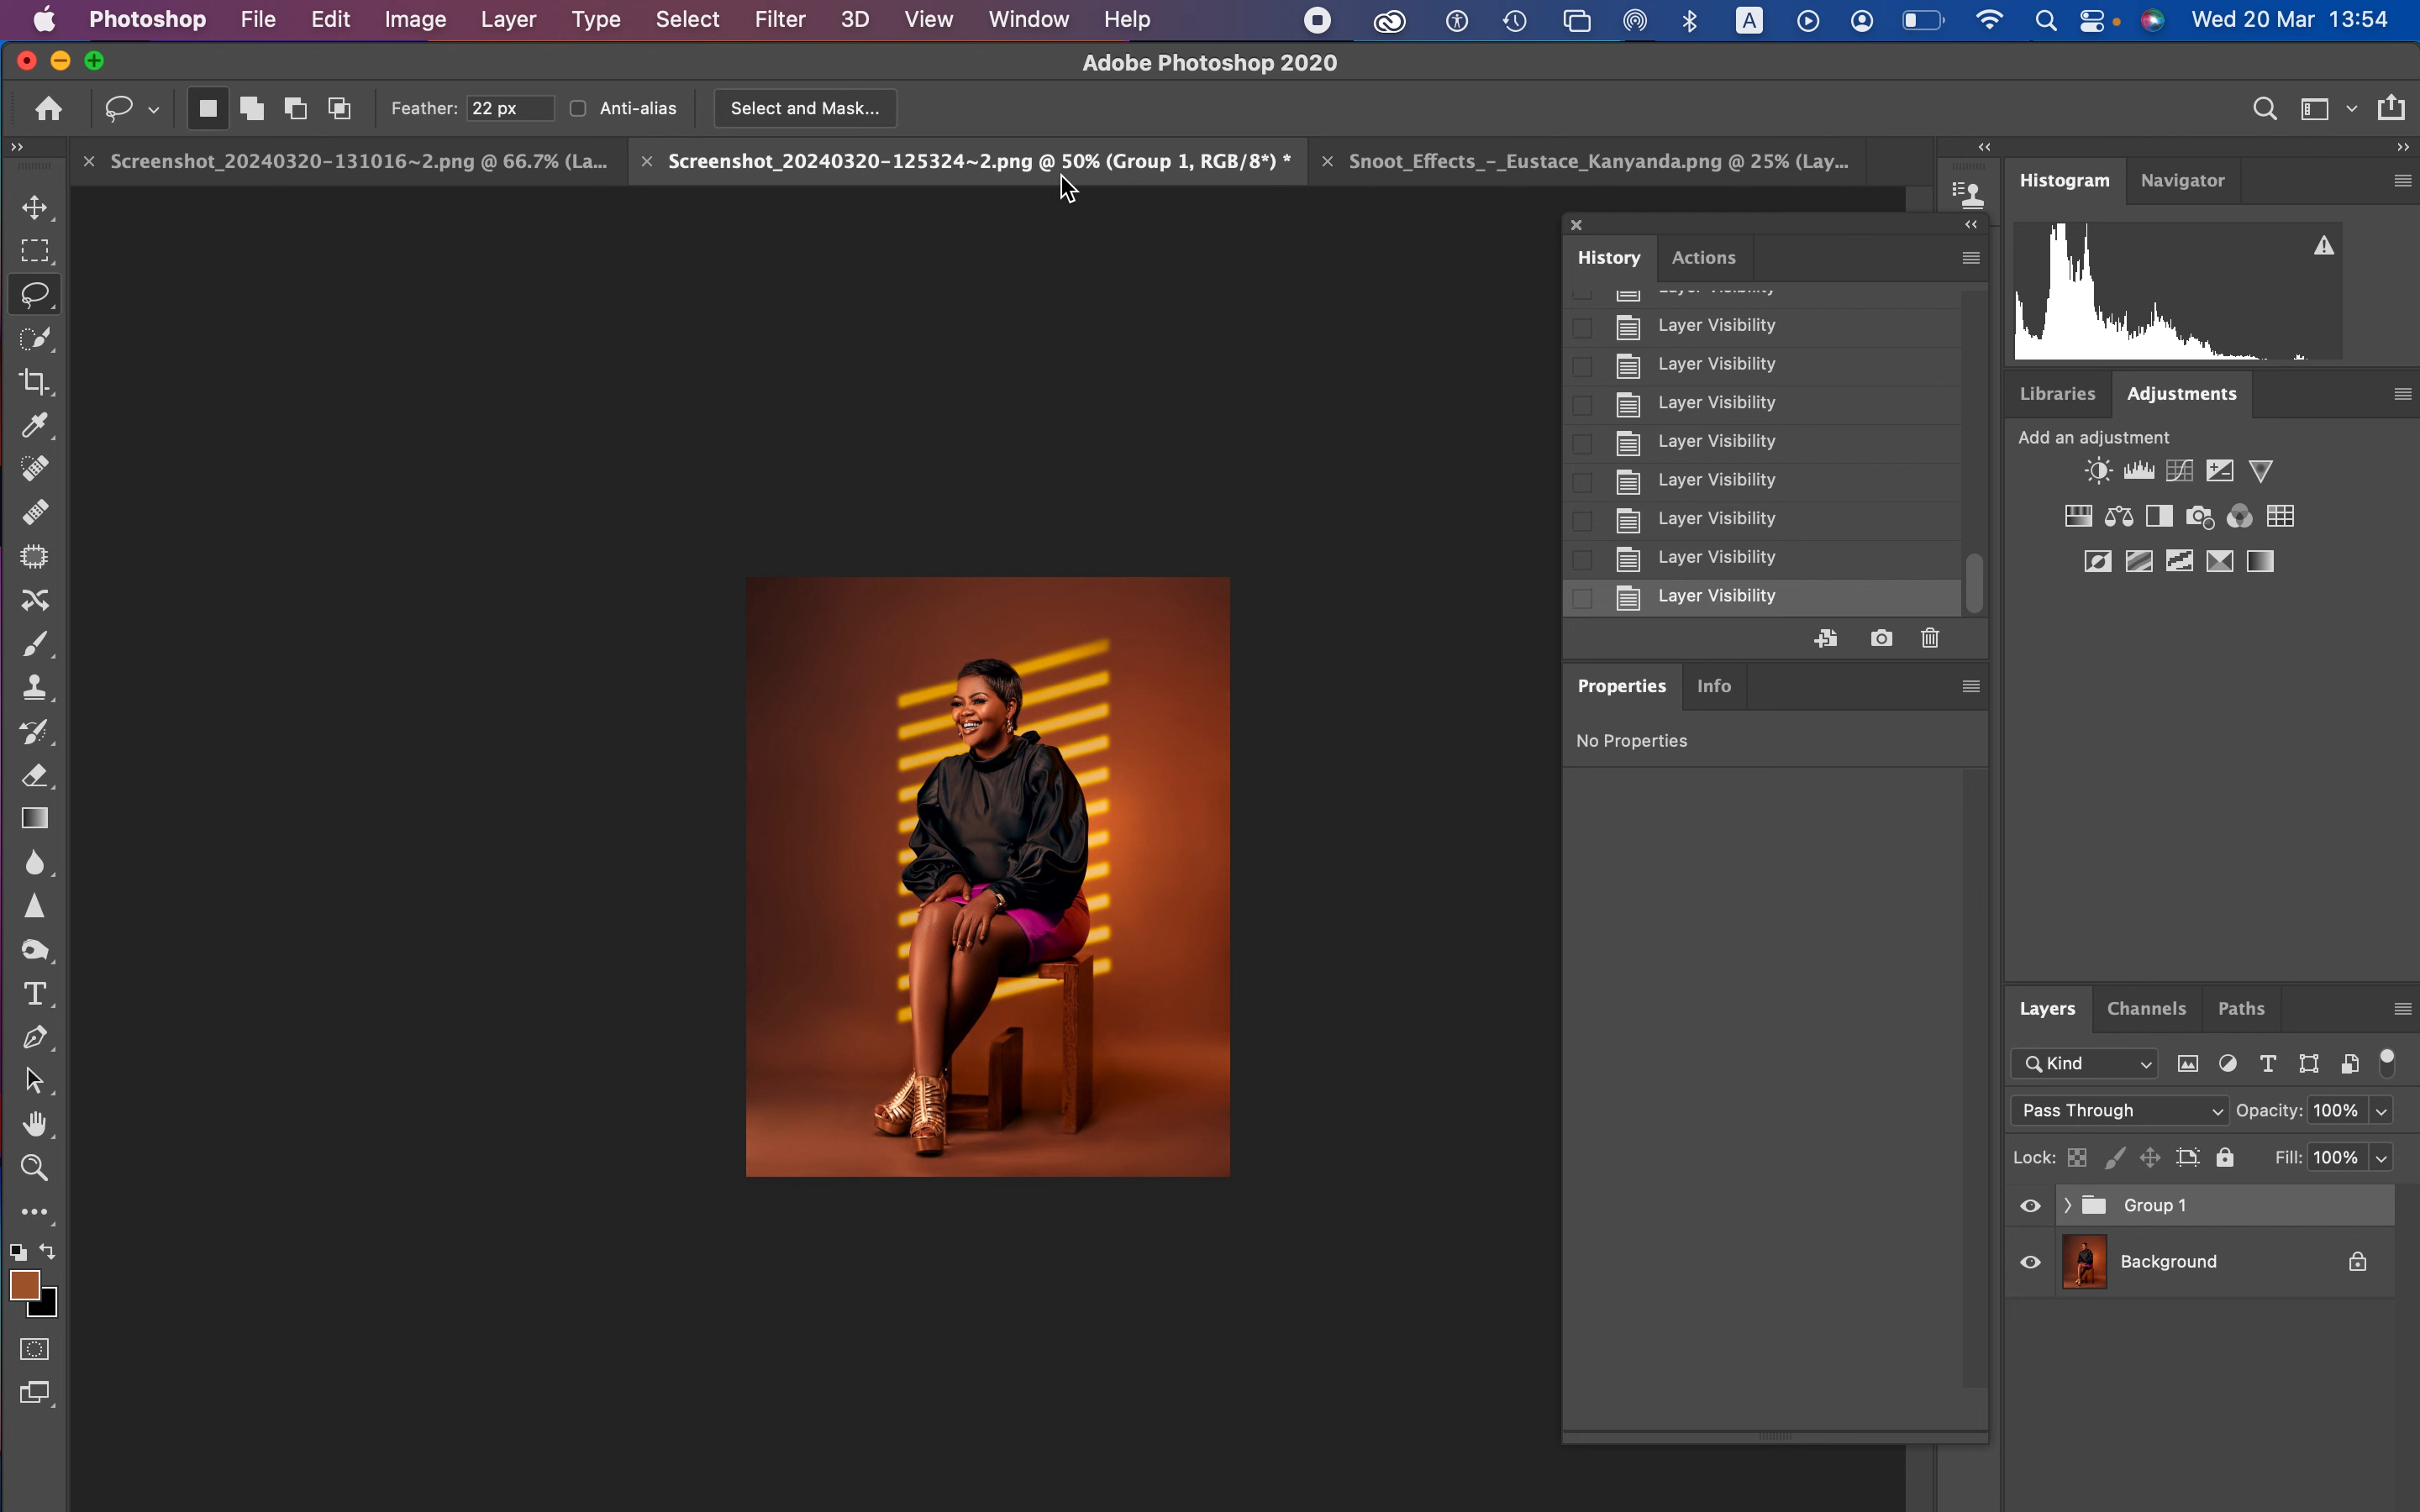 Photoshop File Edit Image Layer Type Select Filter 3D View Window Help A Wed 20 Mar 13:54
Adobe Photoshop 2020
Feather: 22 px Anti-alias Select and Mask...
Screenshot_20240320-131016~2.png @ 66.7% (La... Screenshot_20240320-125324~2.png @ 50% (Group 1, RGB/8*) * Snoot_Effects_-_Eustace_Kanyanda.png @ 25% (Lay...
Histogram Navigator
History Actions
Layer Visibility
Layer Visibility
Layer Visibility
Layer Visibility
Layer Visibility
Layer Visibility
Layer Visibility
Layer Visibility
Layer Visibility
Properties Info
No Properties
Libraries Adjustments
Add an adjustment
Layers Channels Paths
Kind
Pass Through Opacity: 100%
Lock: Fill: 100%
Group 1
Background